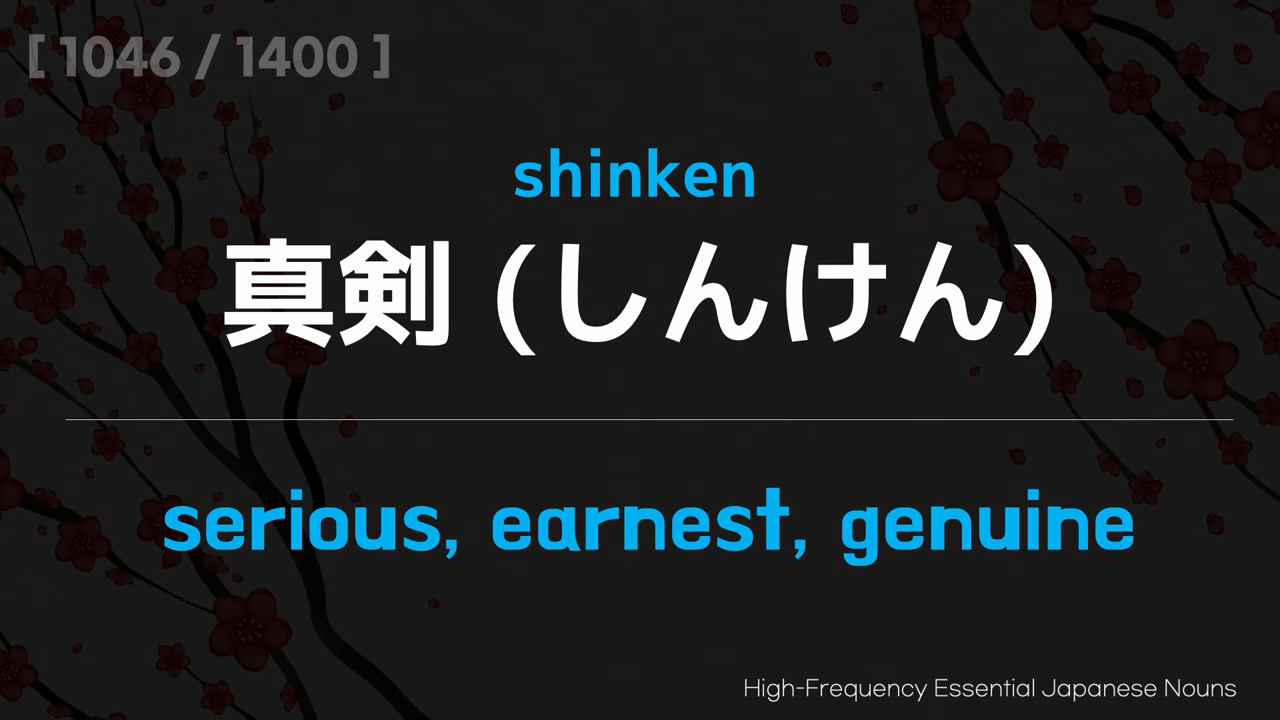 [ 1046 / 1400 ]
shinken
真剣 (しんけん)
serious, earnest, genuine
High-Frequency Essential Japanese Nouns